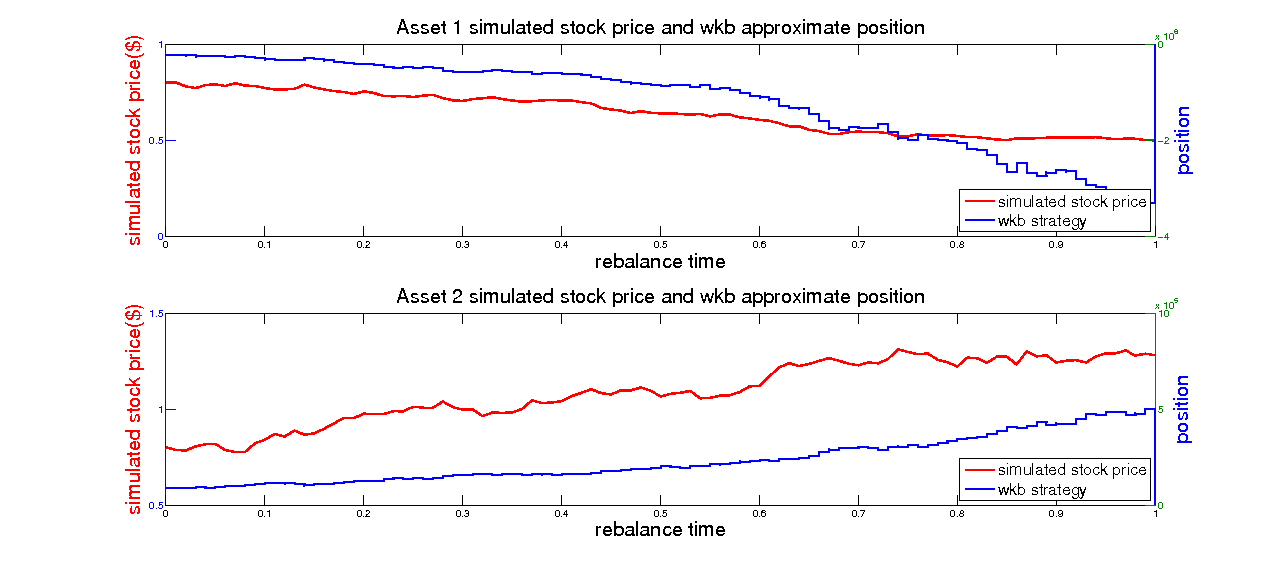 Asset 1 simulated stock price and wkb approximate position
simulated stock price($)
1
0.5
0
0
-2
-4
position
0 0.1 0.2 0.3 0.4 0.5 0.6 0.7 0.8 0.9 1
rebalance time
simulated stock price
wkb strategy
Asset 2 simulated stock price and wkb approximate position
simulated stock price($)
1.5
1
0.5
10
5
0
position
0 0.1 0.2 0.3 0.4 0.5 0.6 0.7 0.8 0.9 1
rebalance time
simulated stock price
wkb strategy